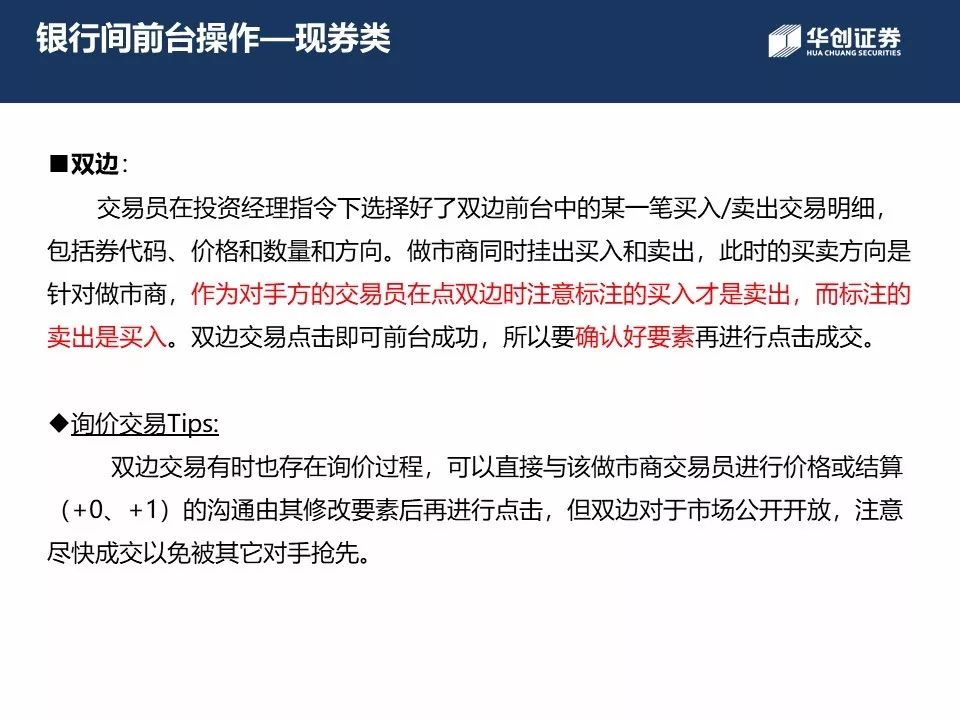 银行间前台操作—现券类
华创证券
HUA CHUANG SECURITIES
■双边：
交易员在投资经理指令下选择好了双边前台中的某一笔买入/卖出交易明细，
包括券代码、价格和数量和方向。做市商同时挂出买入和卖出，此时的买卖方向是
针对做市商，作为对手方的交易员在点双边时注意标注的买入才是卖出，而标注的
卖出是买入。双边交易点击即可前台成功，所以要确认好要素再进行点击成交。
◆询价交易Tips:
双边交易有时也存在询价过程，可以直接与该做市商交易员进行价格或结算
（+0、+1）的沟通由其修改要素后再进行点击，但双边对于市场公开开放，注意
尽快成交以免被其它对手抢先。